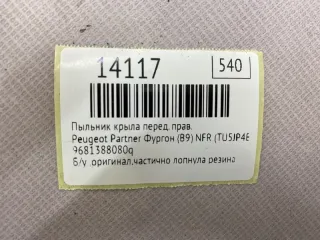 14117
540
Пыльник крыла перед. прав.
Peugeot Partner Фургон (B9) NFR (TU5JP4E
9681388080q
Б/у .оригинал,частично лопнула резина